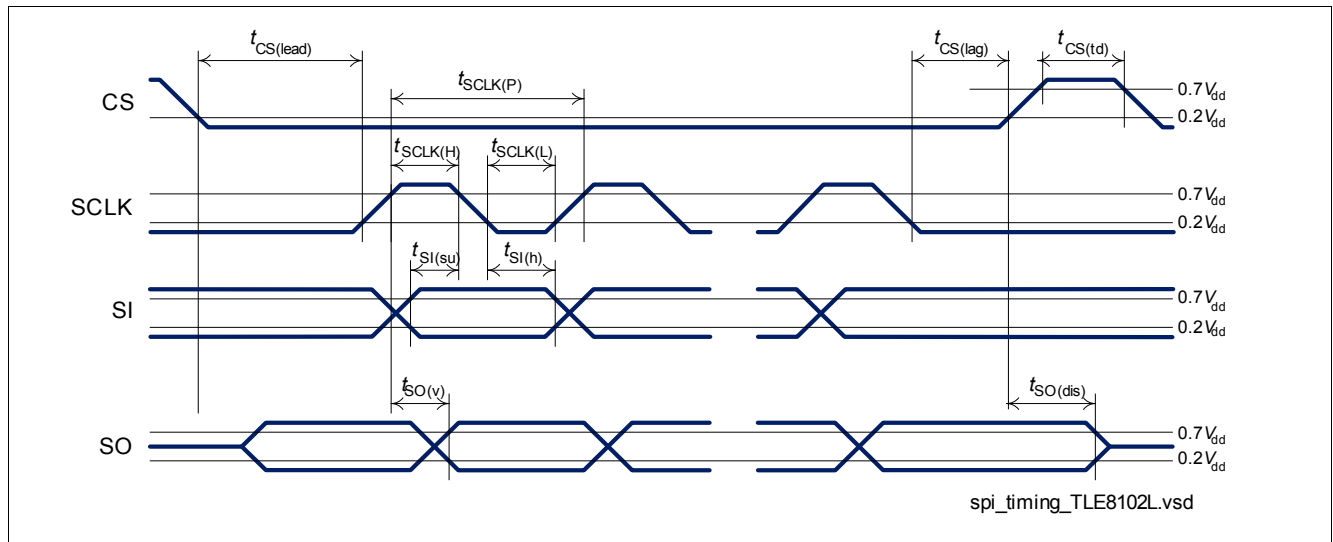 tCS(lead) tCS(lag) tCS(td)
tSCLK(P)
CS 0.7Vdd
0.2Vdd
tSCLK(H) tSCLK(L)
SCLK 0.7Vdd
0.2Vdd
tSI(su) tSI(h)
SI 0.7Vdd
0.2Vdd
tSO(v) tSO(dis)
SO 0.7Vdd
0.2Vdd
spi_timing_TLE8102L.vsd